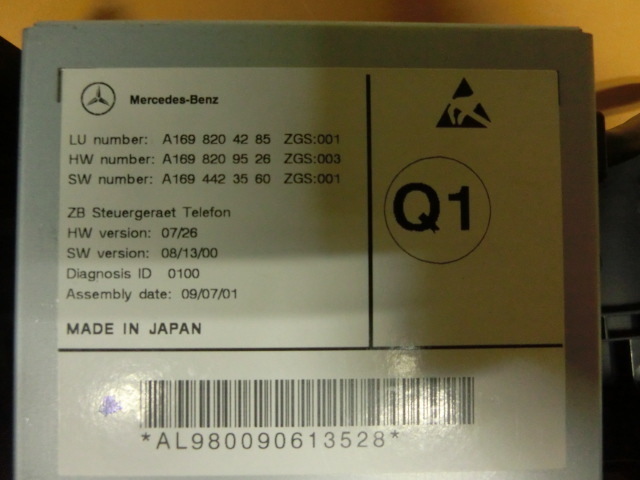 Mercedes-Benz
LU number: A169 820 42 85 ZGS:001
HW number: A169 820 95 26 ZGS:003
SW number: A169 442 35 60 ZGS:001
ZB Steuergeraet Telefon
HW version: 07/26
SW version: 08/13/00
Diagnosis ID 0100
Assembly date: 09/07/01
MADE IN JAPAN
Q1
*AL980090613528*